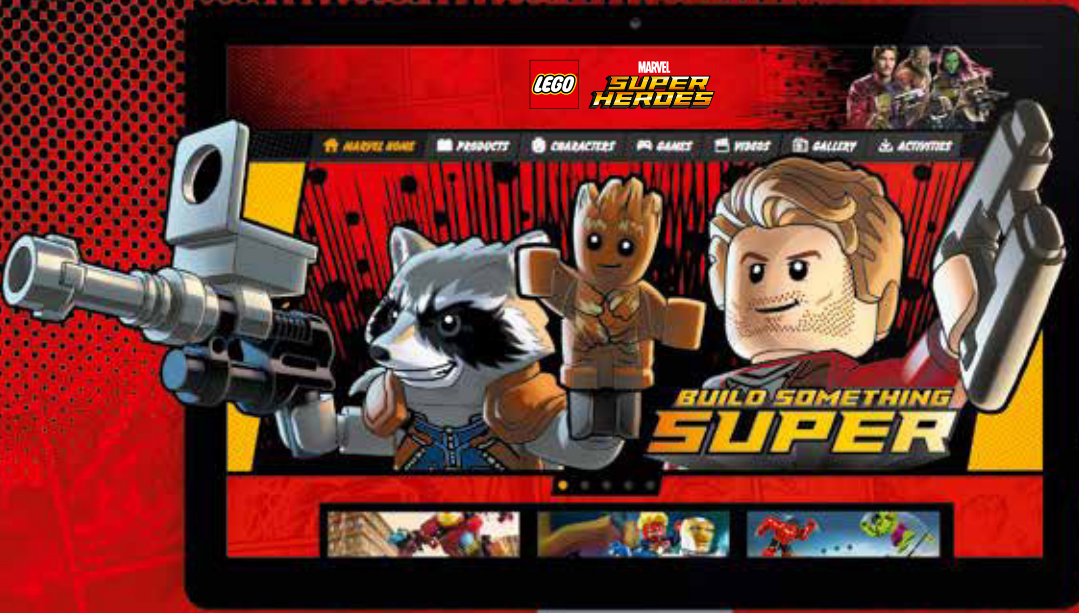 LEGO
MARVEL
SUPER
HEROES
MARVEL HOME PRODUCTS CHARACTERS GAMES VIDEOS GALLERY ACTIVITIES
BUILD SOMETHING
SUPER